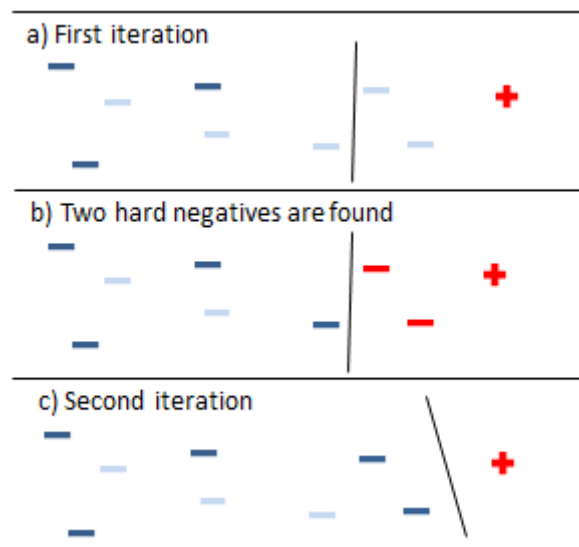 a) First iteration
b) Two hard negatives are found
c) Second iteration